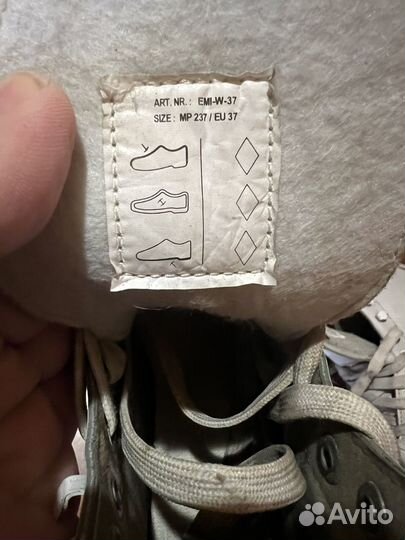 ART. NR.: EMI-W-37
SIZE: MP 237 / EU 37
Avito